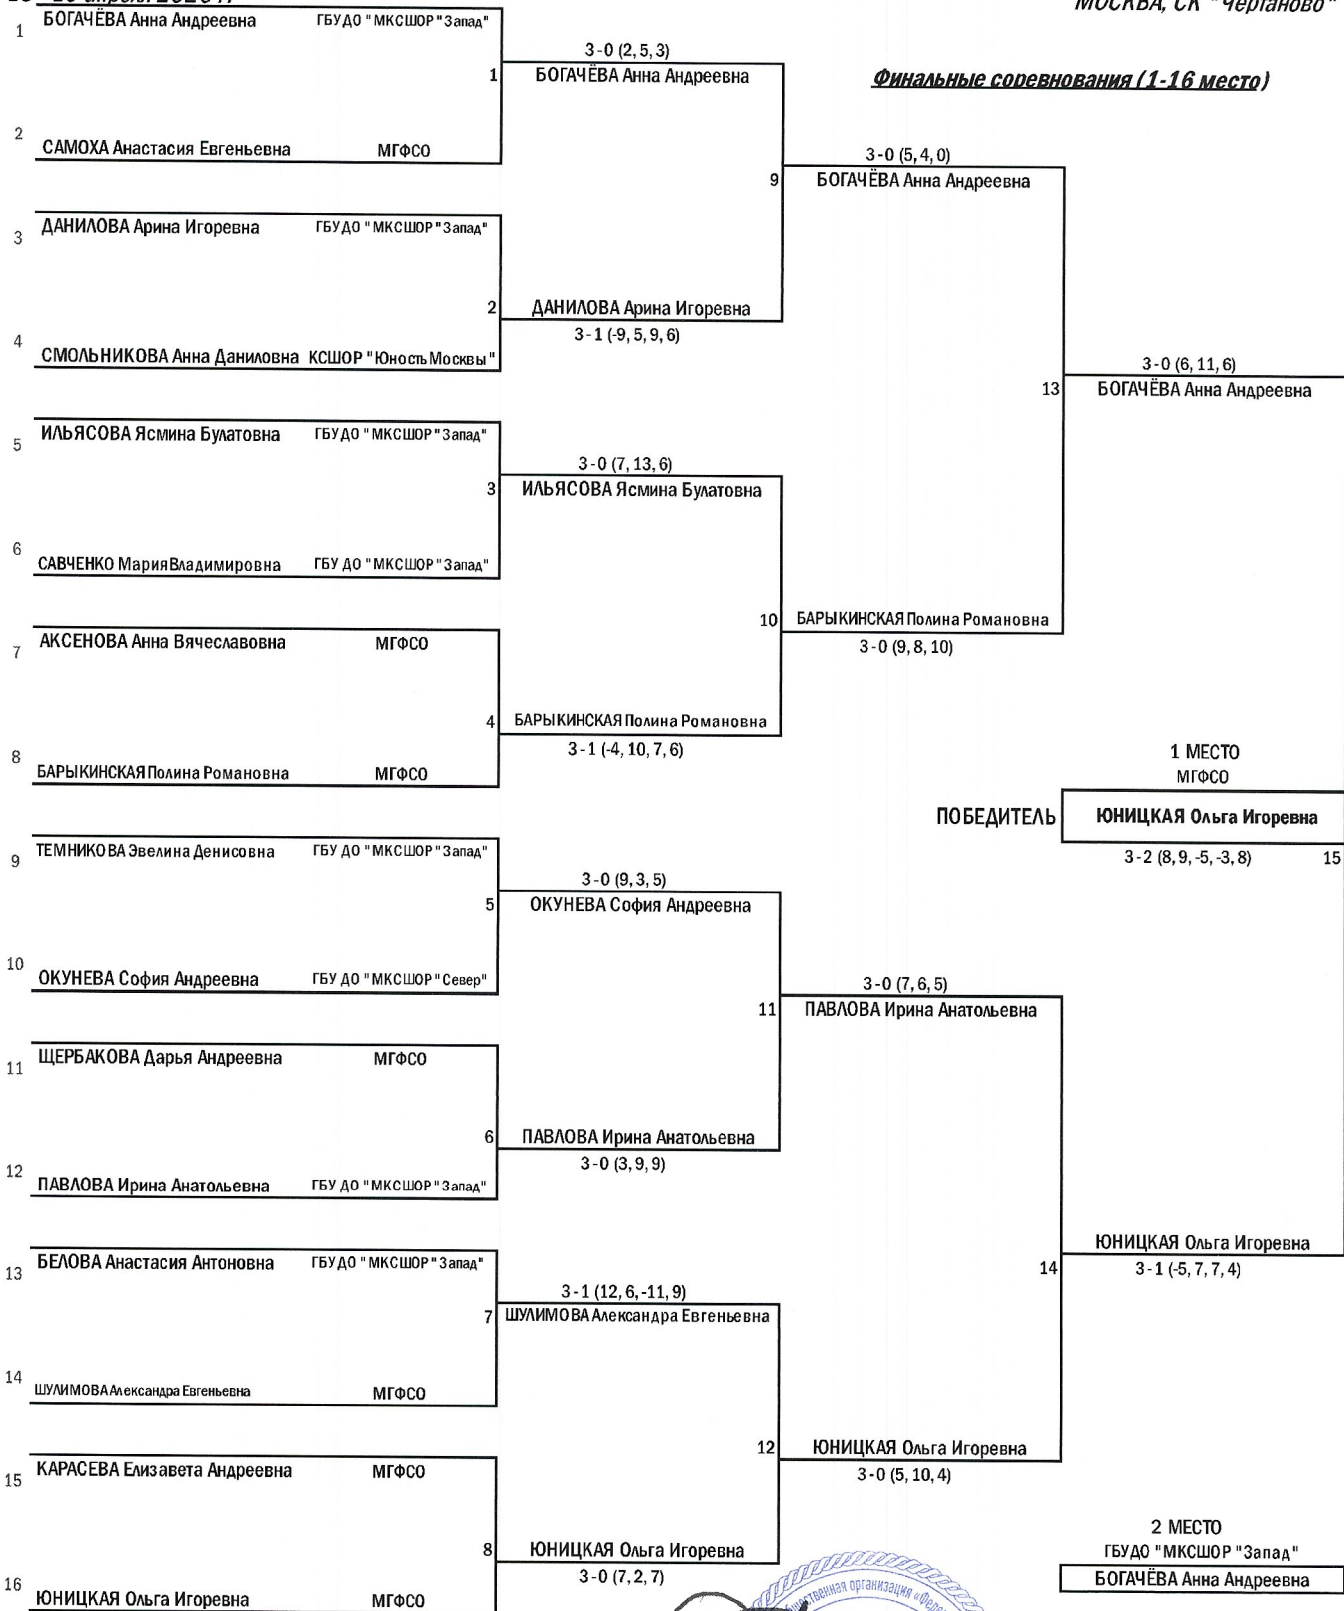 МОСКВА, СК "Чертаново"
1 БОГАЧЁВА Анна Андреевна ГБУ ДО "МКСШОР "Запад"
3-0 (2, 5, 3)
1 БОГАЧЁВА Анна Андреевна
Финальные соревнования (1-16 место)
2 САМОХА Анастасия Евгеньевна МГФСО
3-0 (5, 4, 0)
9 БОГАЧЁВА Анна Андреевна
3 ДАНИЛОВА Арина Игоревна ГБУ ДО "МКСШОР "Запад"
2 ДАНИЛОВА Арина Игоревна
3-1 (-9, 5, 9, 6)
4 СМОЛЬНИКОВА Анна Даниловна КСШОР "Юность Москвы"
3-0 (6, 11, 6)
13 БОГАЧЁВА Анна Андреевна
5 ИЛЬЯСОВА Ясмина Булатовна ГБУ ДО "МКСШОР "Запад"
3-0 (7, 13, 6)
3 ИЛЬЯСОВА Ясмина Булатовна
6 САВЧЕНКО Мария Владимировна ГБУ ДО "МКСШОР "Запад"
10 БАРЫКИНСКАЯ Полина Романовна
3-0 (9, 8, 10)
7 АКСЕНОВА Анна Вячеславовна МГФСО
4 БАРЫКИНСКАЯ Полина Романовна
3-1 (-4, 10, 7, 6)
8 БАРЫКИНСКАЯ Полина Романовна МГФСО
1 МЕСТО
МГФСО
ПОБЕДИТЕЛЬ ЮНИЦКАЯ Ольга Игоревна
3-2 (8, 9, -5, -3, 8) 15
9 ТЕМНИКОВА Эвелина Денисовна ГБУ ДО "МКСШОР "Запад"
3-0 (9, 3, 5)
5 ОКУНЕВА София Андреевна
10 ОКУНЕВА София Андреевна ГБУ ДО "МКСШОР "Север"
3-0 (7, 6, 5)
11 ПАВЛОВА Ирина Анатольевна
11 ЩЕРБАКОВА Дарья Андреевна МГФСО
6 ПАВЛОВА Ирина Анатольевна
3-0 (3, 9, 9)
12 ПАВЛОВА Ирина Анатольевна ГБУ ДО "МКСШОР "Запад"
ЮНИЦКАЯ Ольга Игоревна
14 3-1 (-5, 7, 7, 4)
13 БЕЛОВА Анастасия Антоновна ГБУ ДО "МКСШОР "Запад"
3-1 (12, 6, -11, 9)
7 ШУЛИМОВА Александра Евгеньевна
14 ШУЛИМОВА Александра Евгеньевна МГФСО
12 ЮНИЦКАЯ Ольга Игоревна
3-0 (5, 10, 4)
15 КАРАСЕВА Елизавета Андреевна МГФСО
8 ЮНИЦКАЯ Ольга Игоревна
3-0 (7, 2, 7)
2 МЕСТО
ГБУ ДО "МКСШОР "Запад"
БОГАЧЁВА Анна Андреевна
16 ЮНИЦКАЯ Ольга Игоревна МГФСО
организация